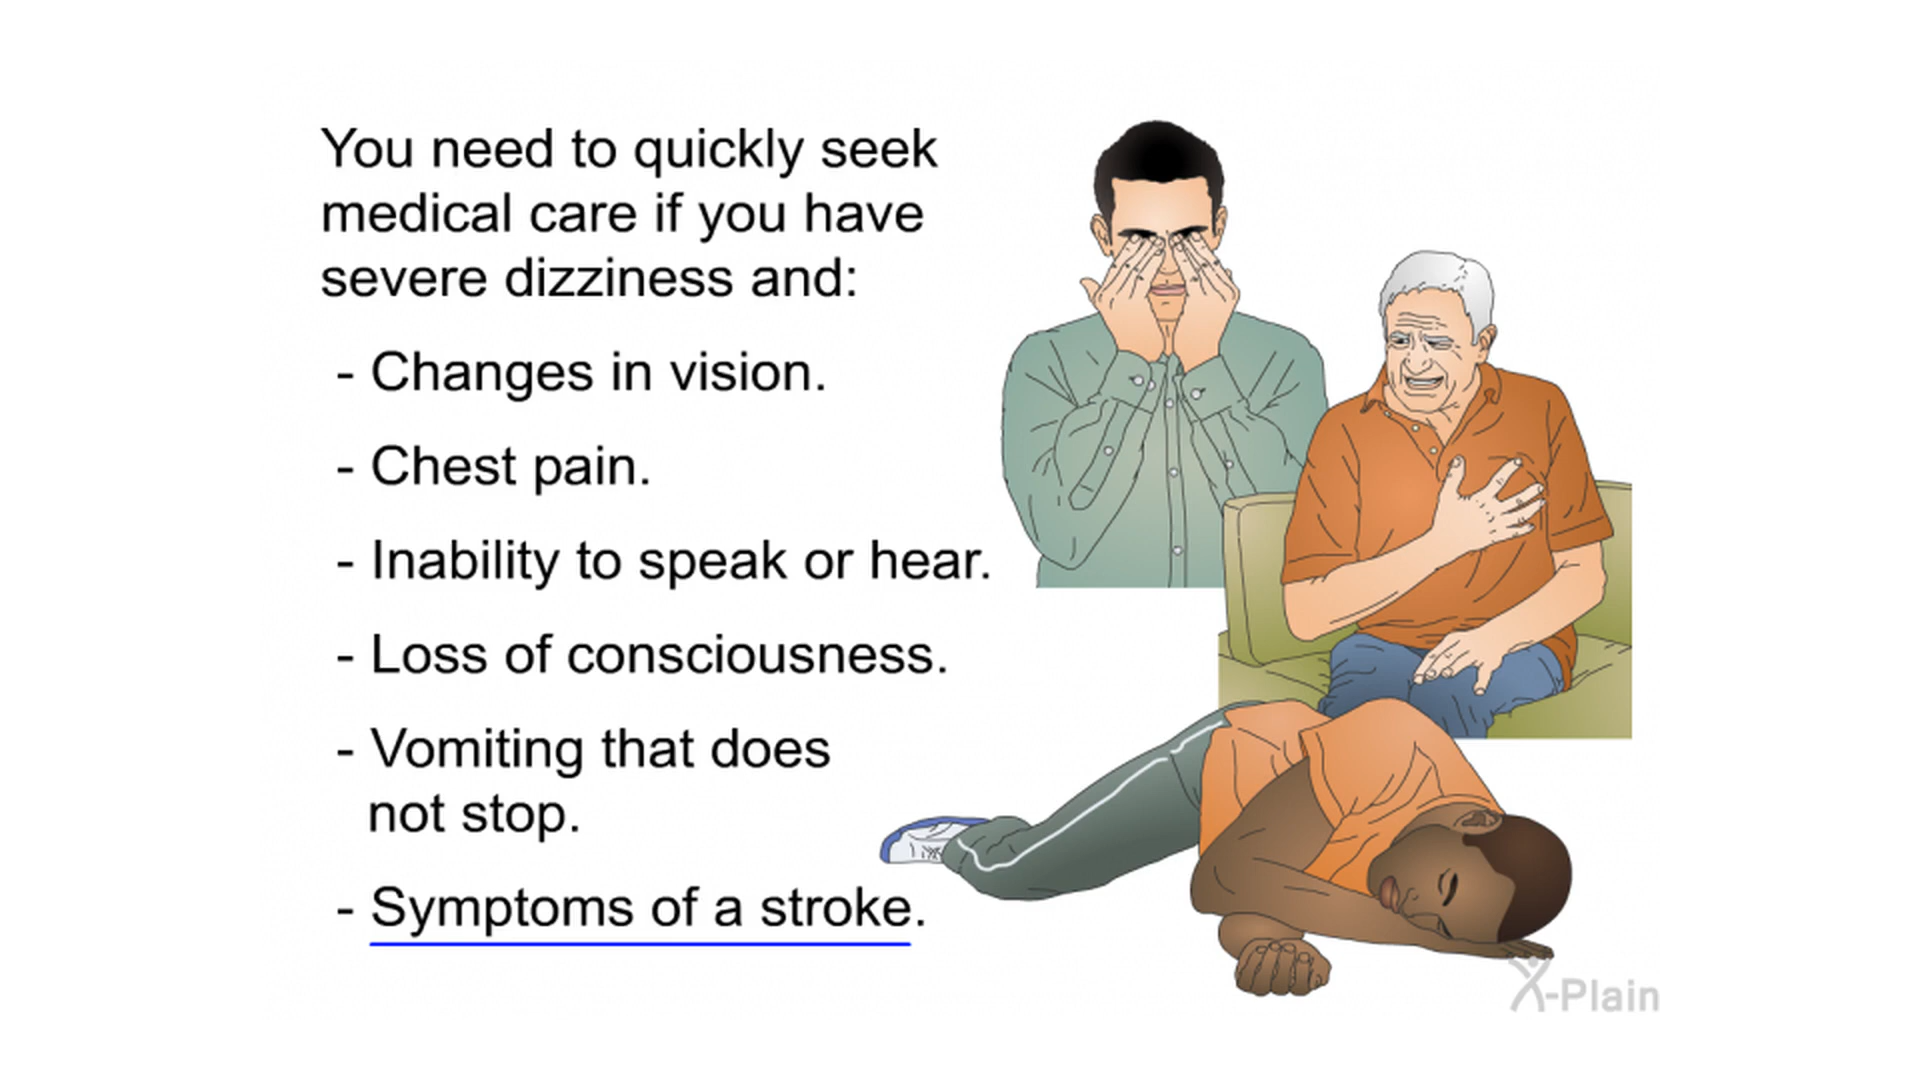 You need to quickly seek
medical care if you have
severe dizziness and:
- Changes in vision.
- Chest pain.
- Inability to speak or hear.
- Loss of consciousness.
- Vomiting that does
not stop.
- Symptoms of a stroke.
X-Plain